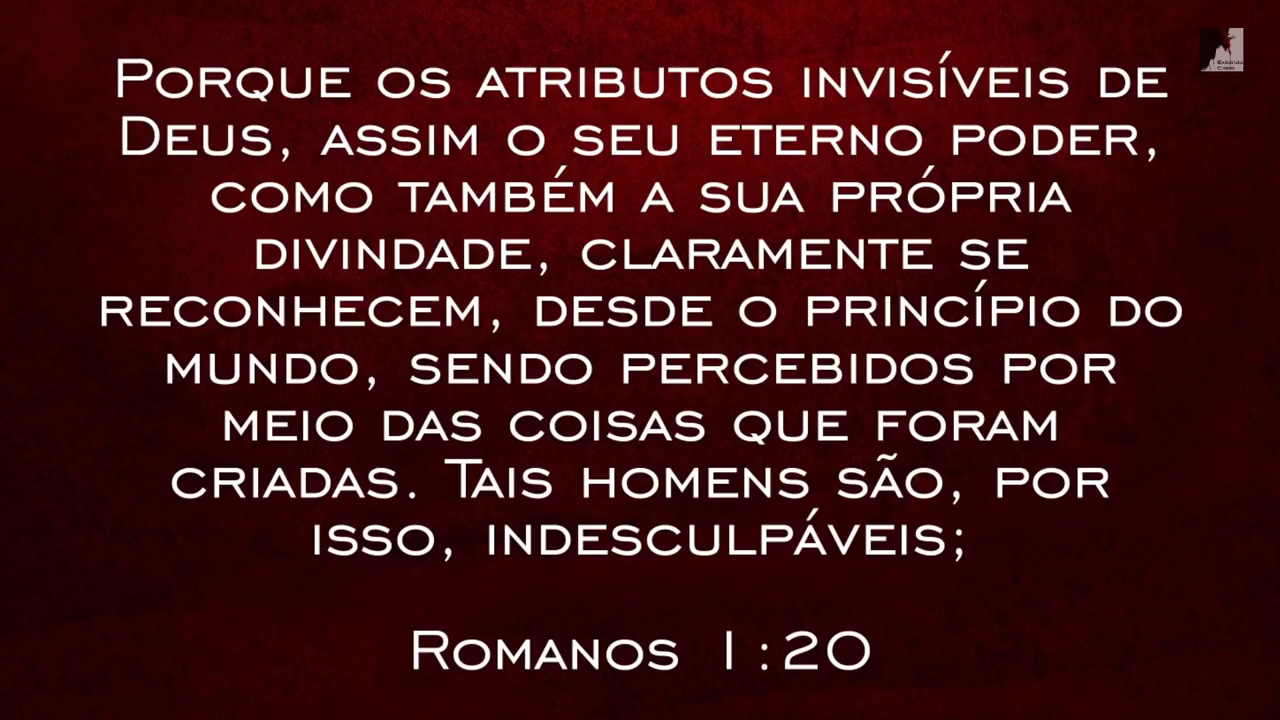 Porque os atributos invisíveis de
Deus, assim o seu eterno poder,
como também a sua própria
divindade, claramente se
reconhecem, desde o princípio do
mundo, sendo percebidos por
meio das coisas que foram
criadas. Tais homens são, por
isso, indesculpáveis;
Romanos 1:20